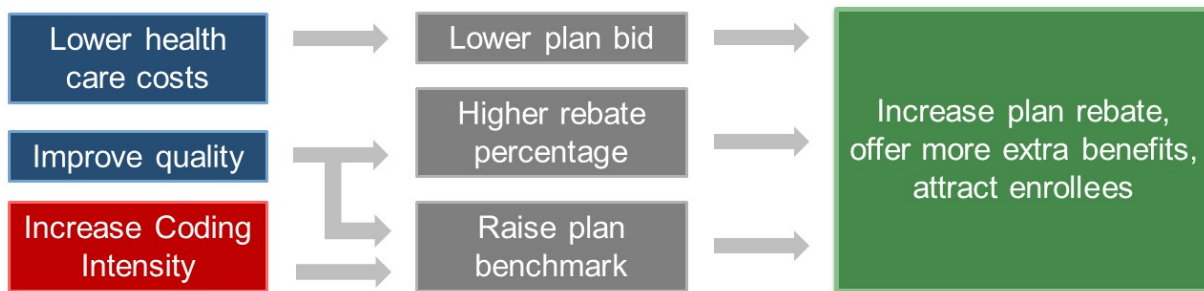 Lower health
care costs
Lower plan bid
Improve quality
Higher rebate
percentage
Increase Coding
Intensity
Raise plan
benchmark
Increase plan rebate,
offer more extra benefits,
attract enrollees